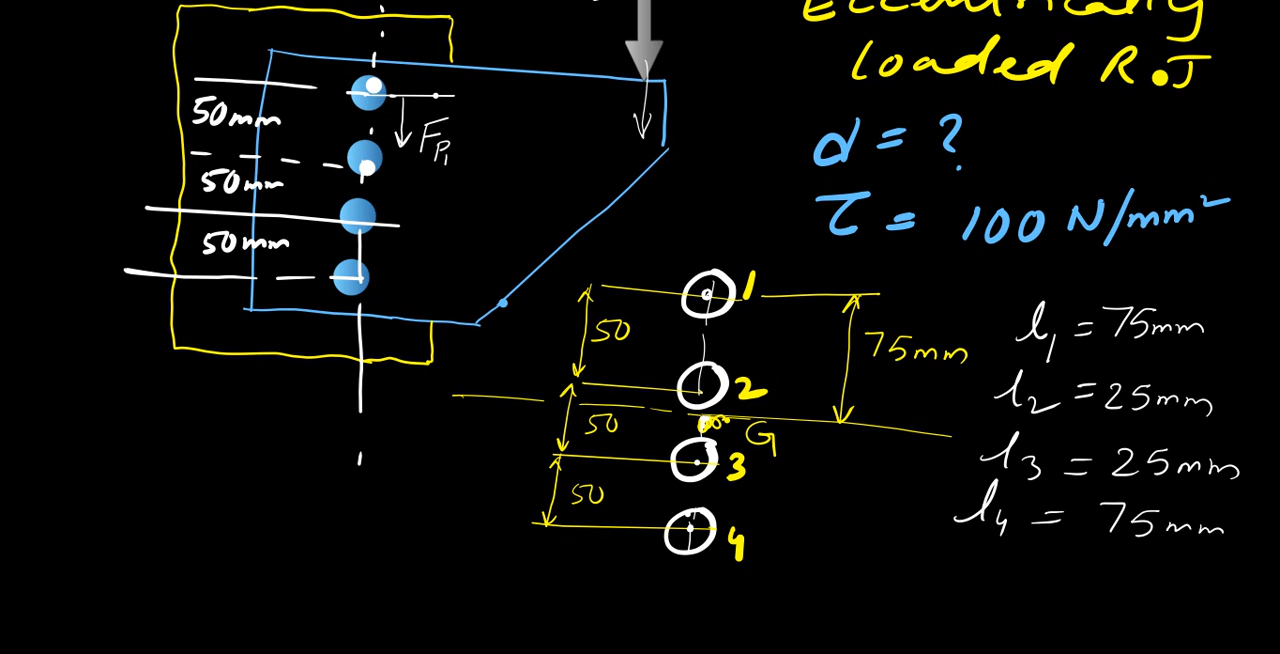 Eccentrically
Loaded R.J
d = ?
τ = 100 N/mm²
50mm
50mm
50mm
F_P₁
1
2
G
3
4
50
50
50
75mm
l₁ = 75mm
l₂ = 25mm
l₃ = 25mm
l₄ = 75mm